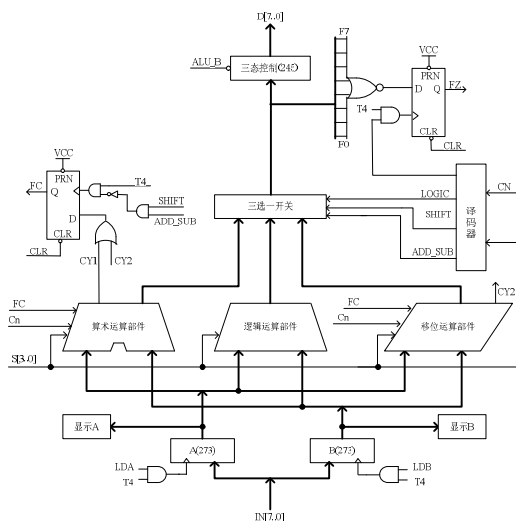 D[7..0]
ALU_B
三态控制(245)
F7
F0
VCC
PRN
D Q
FZ
T4
CLR
CLR
VCC
PRN
FC
Q
D
CLR
CLR
T4
SHIFT
ADD_SUB
CY1
CY2
三选一开关
LOGIC
SHIFT
ADD_SUB
译码器
CN
CY2
FC
Cn
算术运算部件
逻辑运算部件
FC
Cn
移位运算部件
S[3..0]
显示A
显示B
A(273)
B(273)
LDA
T4
LDB
T4
IN[7..0]